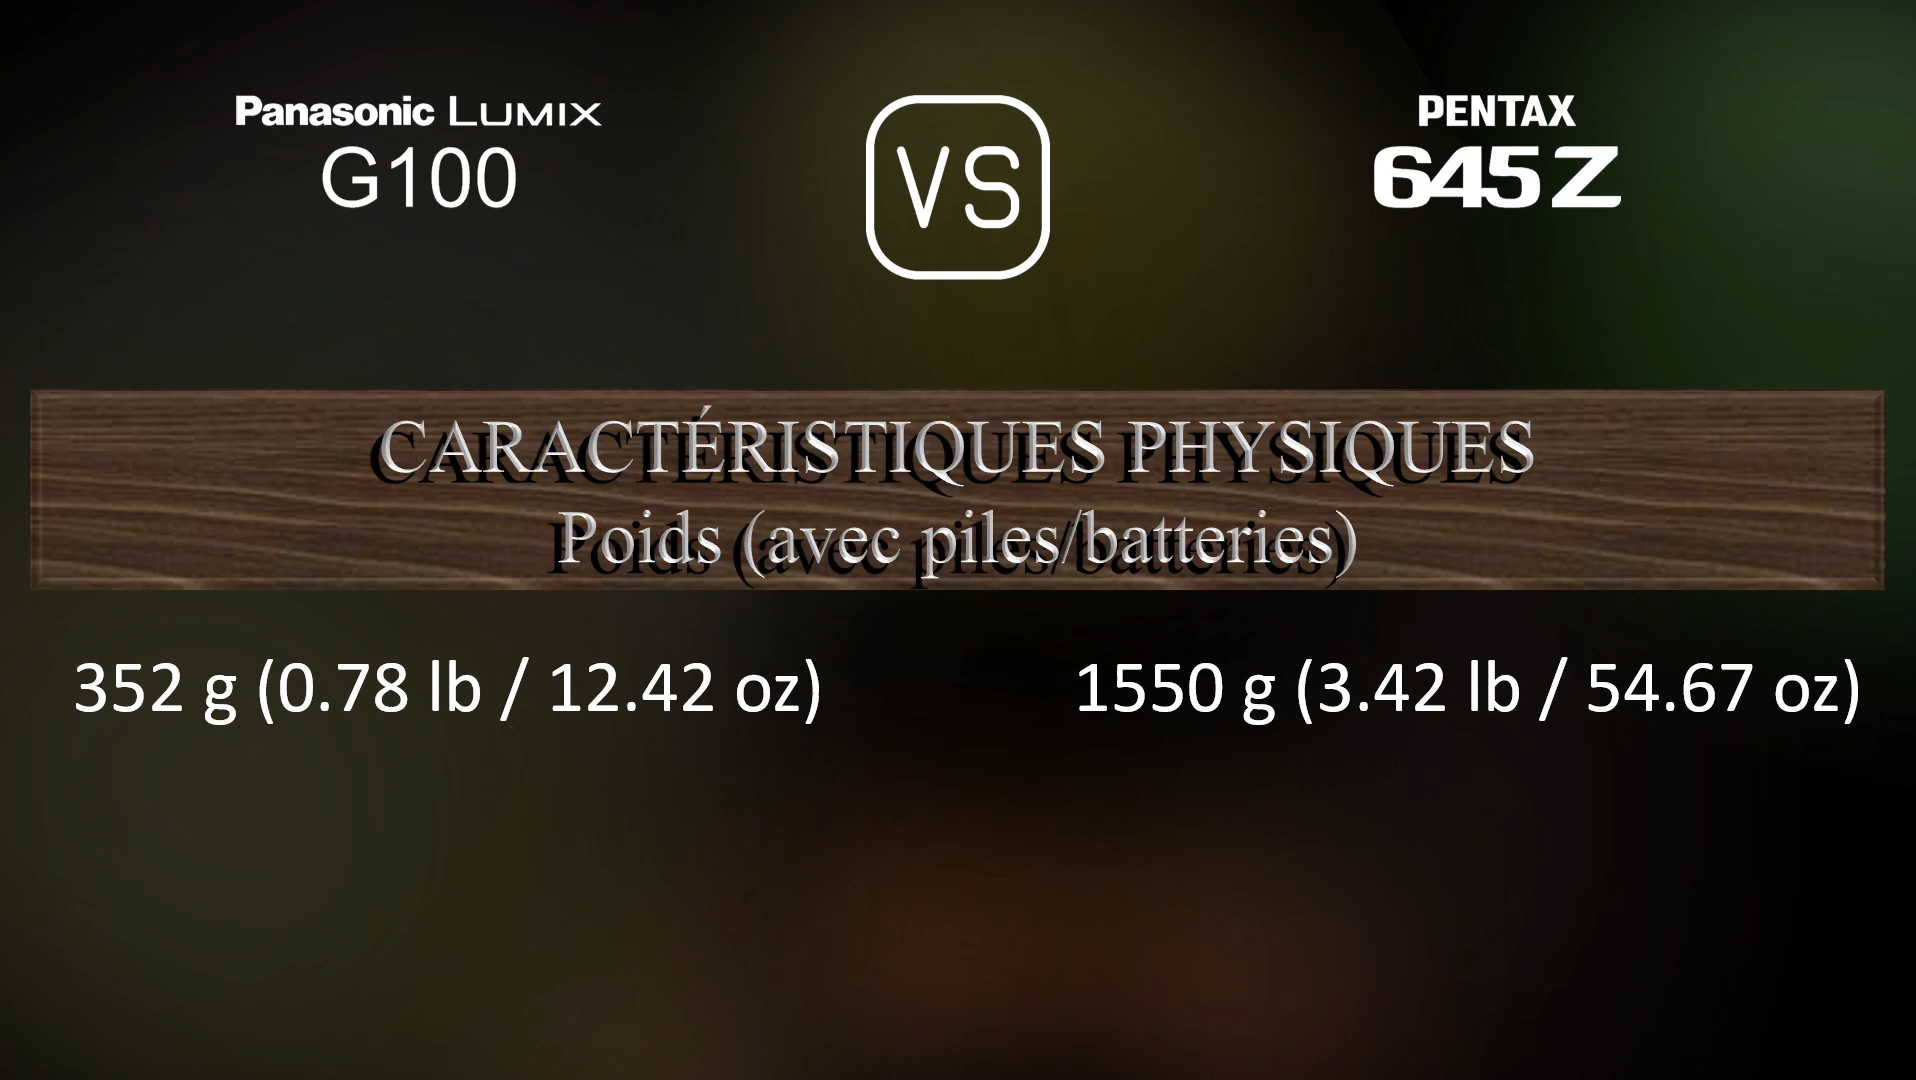 Panasonic LUMIX
G100
VS
PENTAX
645Z
CARACTÉRISTIQUES PHYSIQUES
Poids (avec piles/batteries)
352 g (0.78 lb / 12.42 oz)
1550 g (3.42 lb / 54.67 oz)